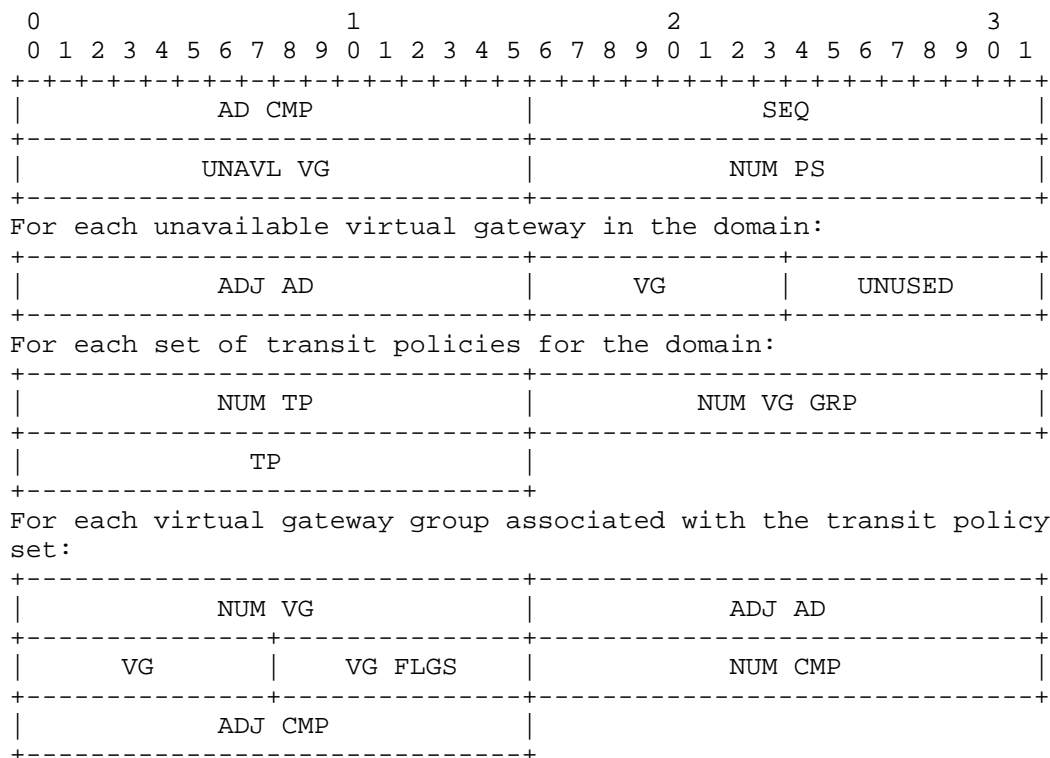 0 1 2 3
0 1 2 3 4 5 6 7 8 9 0 1 2 3 4 5 6 7 8 9 0 1 2 3 4 5 6 7 8 9 0 1
+-+-+-+-+-+-+-+-+-+-+-+-+-+-+-+-+-+-+-+-+-+-+-+-+-+-+-+-+-+-+-+-+
| AD CMP | SEQ |
+-------------------------------+-------------------------------+
| UNAVL VG | NUM PS |
+-------------------------------+-------------------------------+
For each unavailable virtual gateway in the domain:
+-------------------------------+---------------+---------------+
| ADJ AD | VG | UNUSED |
+-------------------------------+---------------+---------------+
For each set of transit policies for the domain:
+-------------------------------+-------------------------------+
| NUM TP | NUM VG GRP |
+-------------------------------+-------------------------------+
| TP |
+-------------------------------+
For each virtual gateway group associated with the transit policy
set:
+-------------------------------+-------------------------------+
| NUM VG | ADJ AD |
+---------------+---------------+-------------------------------+
| VG | VG FLGS | NUM CMP |
+---------------+---------------+-------------------------------+
| ADJ CMP |
+-------------------------------+